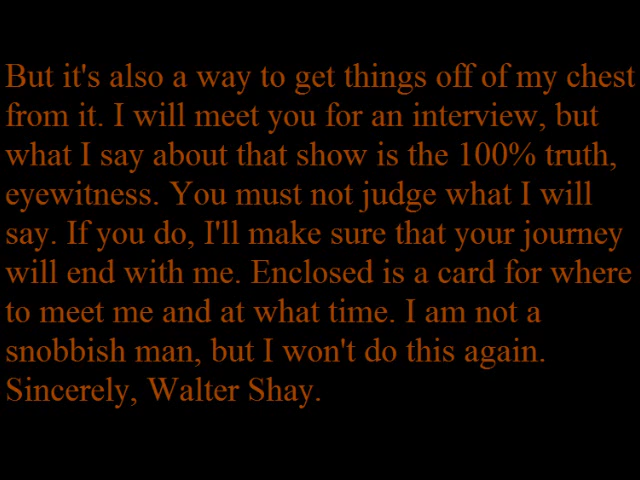 But it's also a way to get things off of my chest
from it. I will meet you for an interview, but
what I say about that show is the 100% truth,
eyewitness. You must not judge what I will
say. If you do, I'll make sure that your journey
will end with me. Enclosed is a card for where
to meet me and at what time. I am not a
snobbish man, but I won't do this again.
Sincerely, Walter Shay.